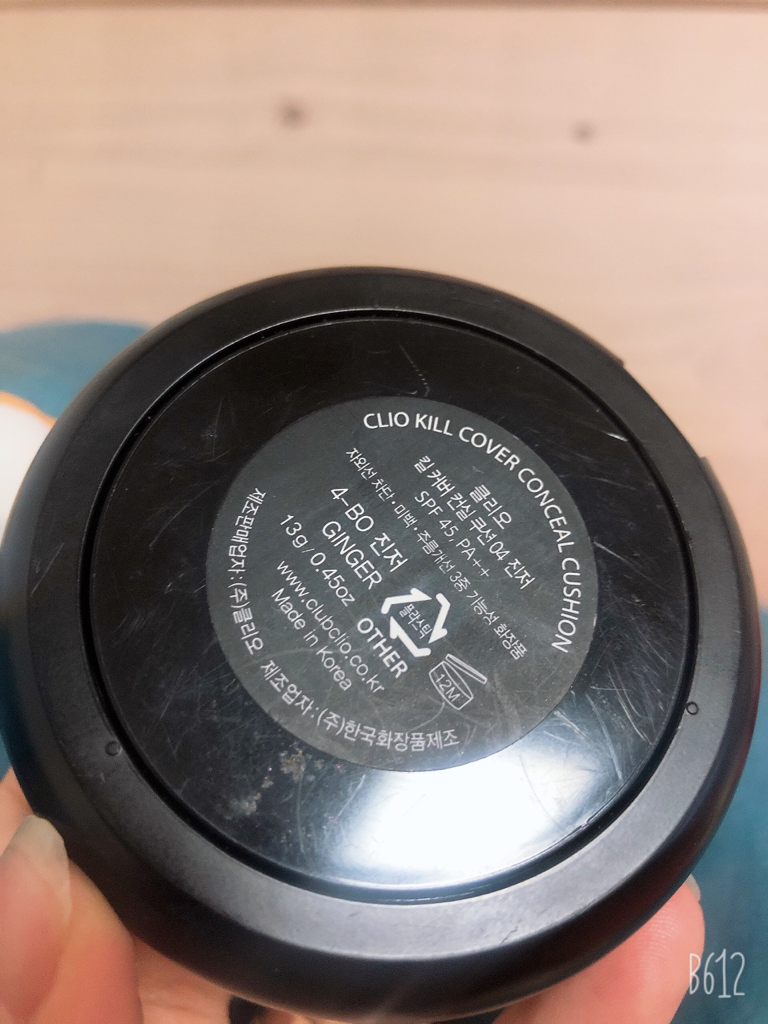 CLIO KILL COVER CONCEAL CUSHION
클리오
킬 커버 컨실 쿠션 04 진저
SPF 45, PA++
자외선 차단·미백·주름개선 3중 기능성 화장품
4-BO 진저
GINGER
13g / 0.45oz
www.clubclio.co.kr
Made in Korea
플라스틱
OTHER
12M
제조판매업자:(주)클리오 제조업자:(주)한국화장품제조
B612